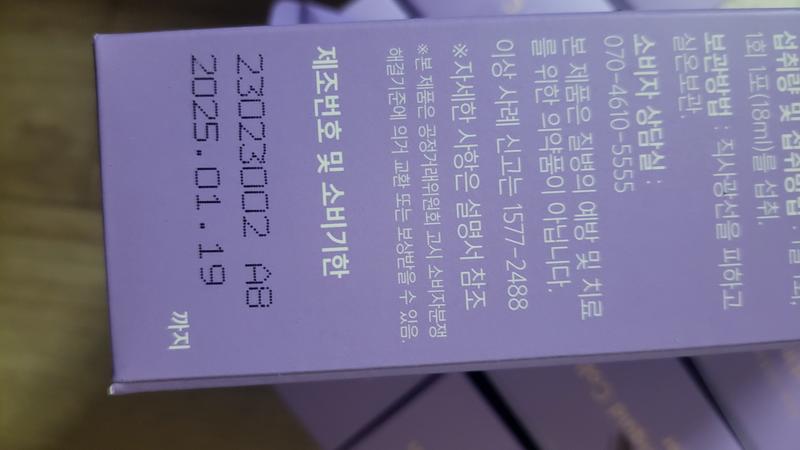 섭취량 및 섭취방법 : 1일 1회,
1회 1포(18ml)를 섭취.
보관방법 : 직사광선을 피하고
실온보관.
소비자 상담실 :
070-4610-5555
본 제품은 질병의 예방 및 치료
를 위한 의약품이 아닙니다.
이상 사례 신고는 1577-2488
※자세한 사항은 설명서 참조
※본 제품은 공정거래위원회 고시 소비자분쟁
해결기준에 의거 교환 또는 보상받을 수 있음.
제조번호 및 소비기한
23023002 A8
2025.01.19
까지